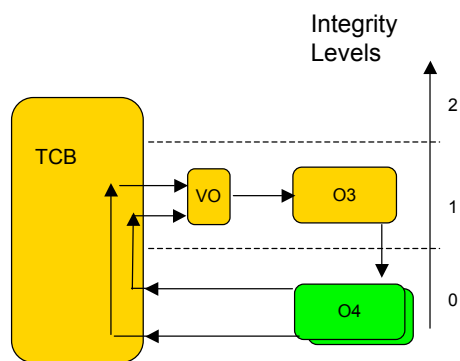 Integrity
Levels
2
TCB
VO
O3
1
O4
0